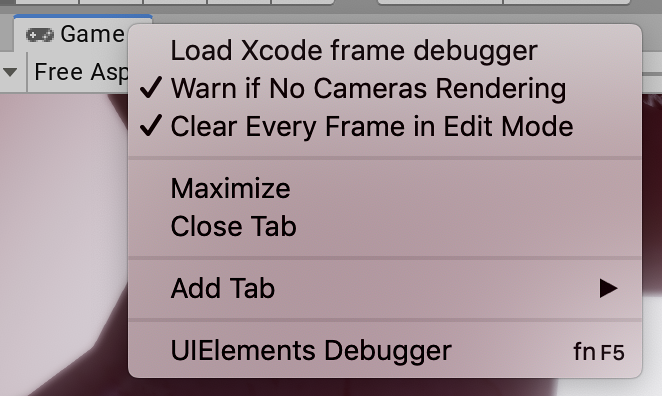 Game
Free Asp
Load Xcode frame debugger
Warn if No Cameras Rendering
Clear Every Frame in Edit Mode
Maximize
Close Tab
Add Tab
UIElements Debugger fn F5